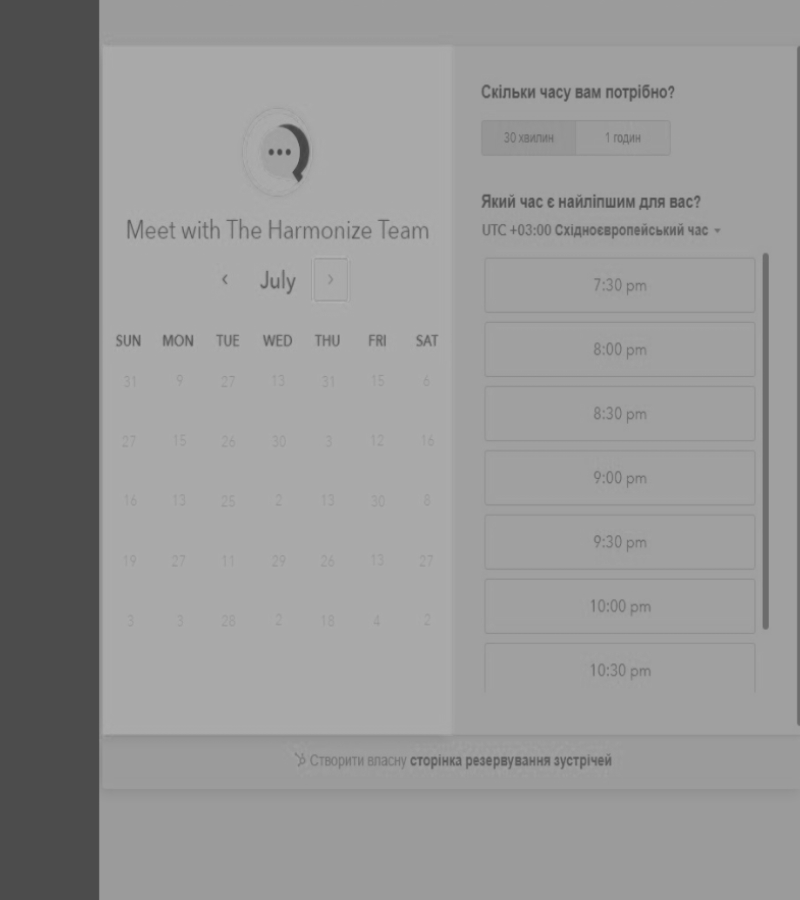 Meet with The Harmonize Team
July
SUN MON TUE WED THU FRI SAT
31 9 27 13 31 15 6
27 15 26 30 3 12 16
16 13 25 2 13 30 8
19 27 11 29 26 13 27
3 3 28 2 18 4 2
Скільки часу вам потрібно?
30 хвилин 1 годин
Який час є найліпшим для вас?
UTC +03:00 Східноєвропейський час
7:30 pm
8:00 pm
8:30 pm
9:00 pm
9:30 pm
10:00 pm
10:30 pm
Створити власну сторінка резервування зустрічей